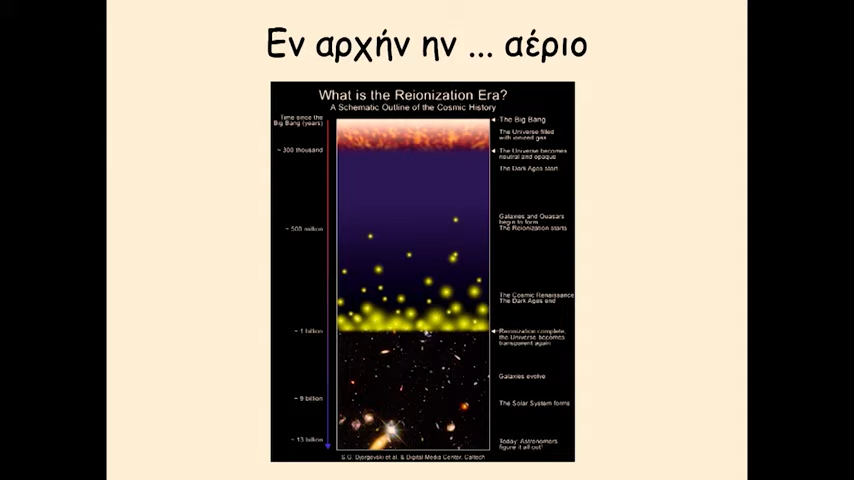 Εν αρχήν ην ... αέριο
What is the Reionization Era?
A Schematic Outline of the Cosmic History
Time since the
Big Bang (years)
The Big Bang
The Universe filled
with ionized gas
~ 300 thousand
The Universe becomes
neutral and opaque
The Dark Ages start
Galaxies and Quasars
begin to form
The Reionization starts
~ 500 million
The Cosmic Renaissance
The Dark Ages end
~ 1 billion
Reionization complete,
the Universe becomes
transparent again
Galaxies evolve
~ 9 billion
The Solar System forms
~ 13 billion
Today: Astronomers
figure it all out!
S.G. Djorgovski et al. & Digital Media Center, Caltech